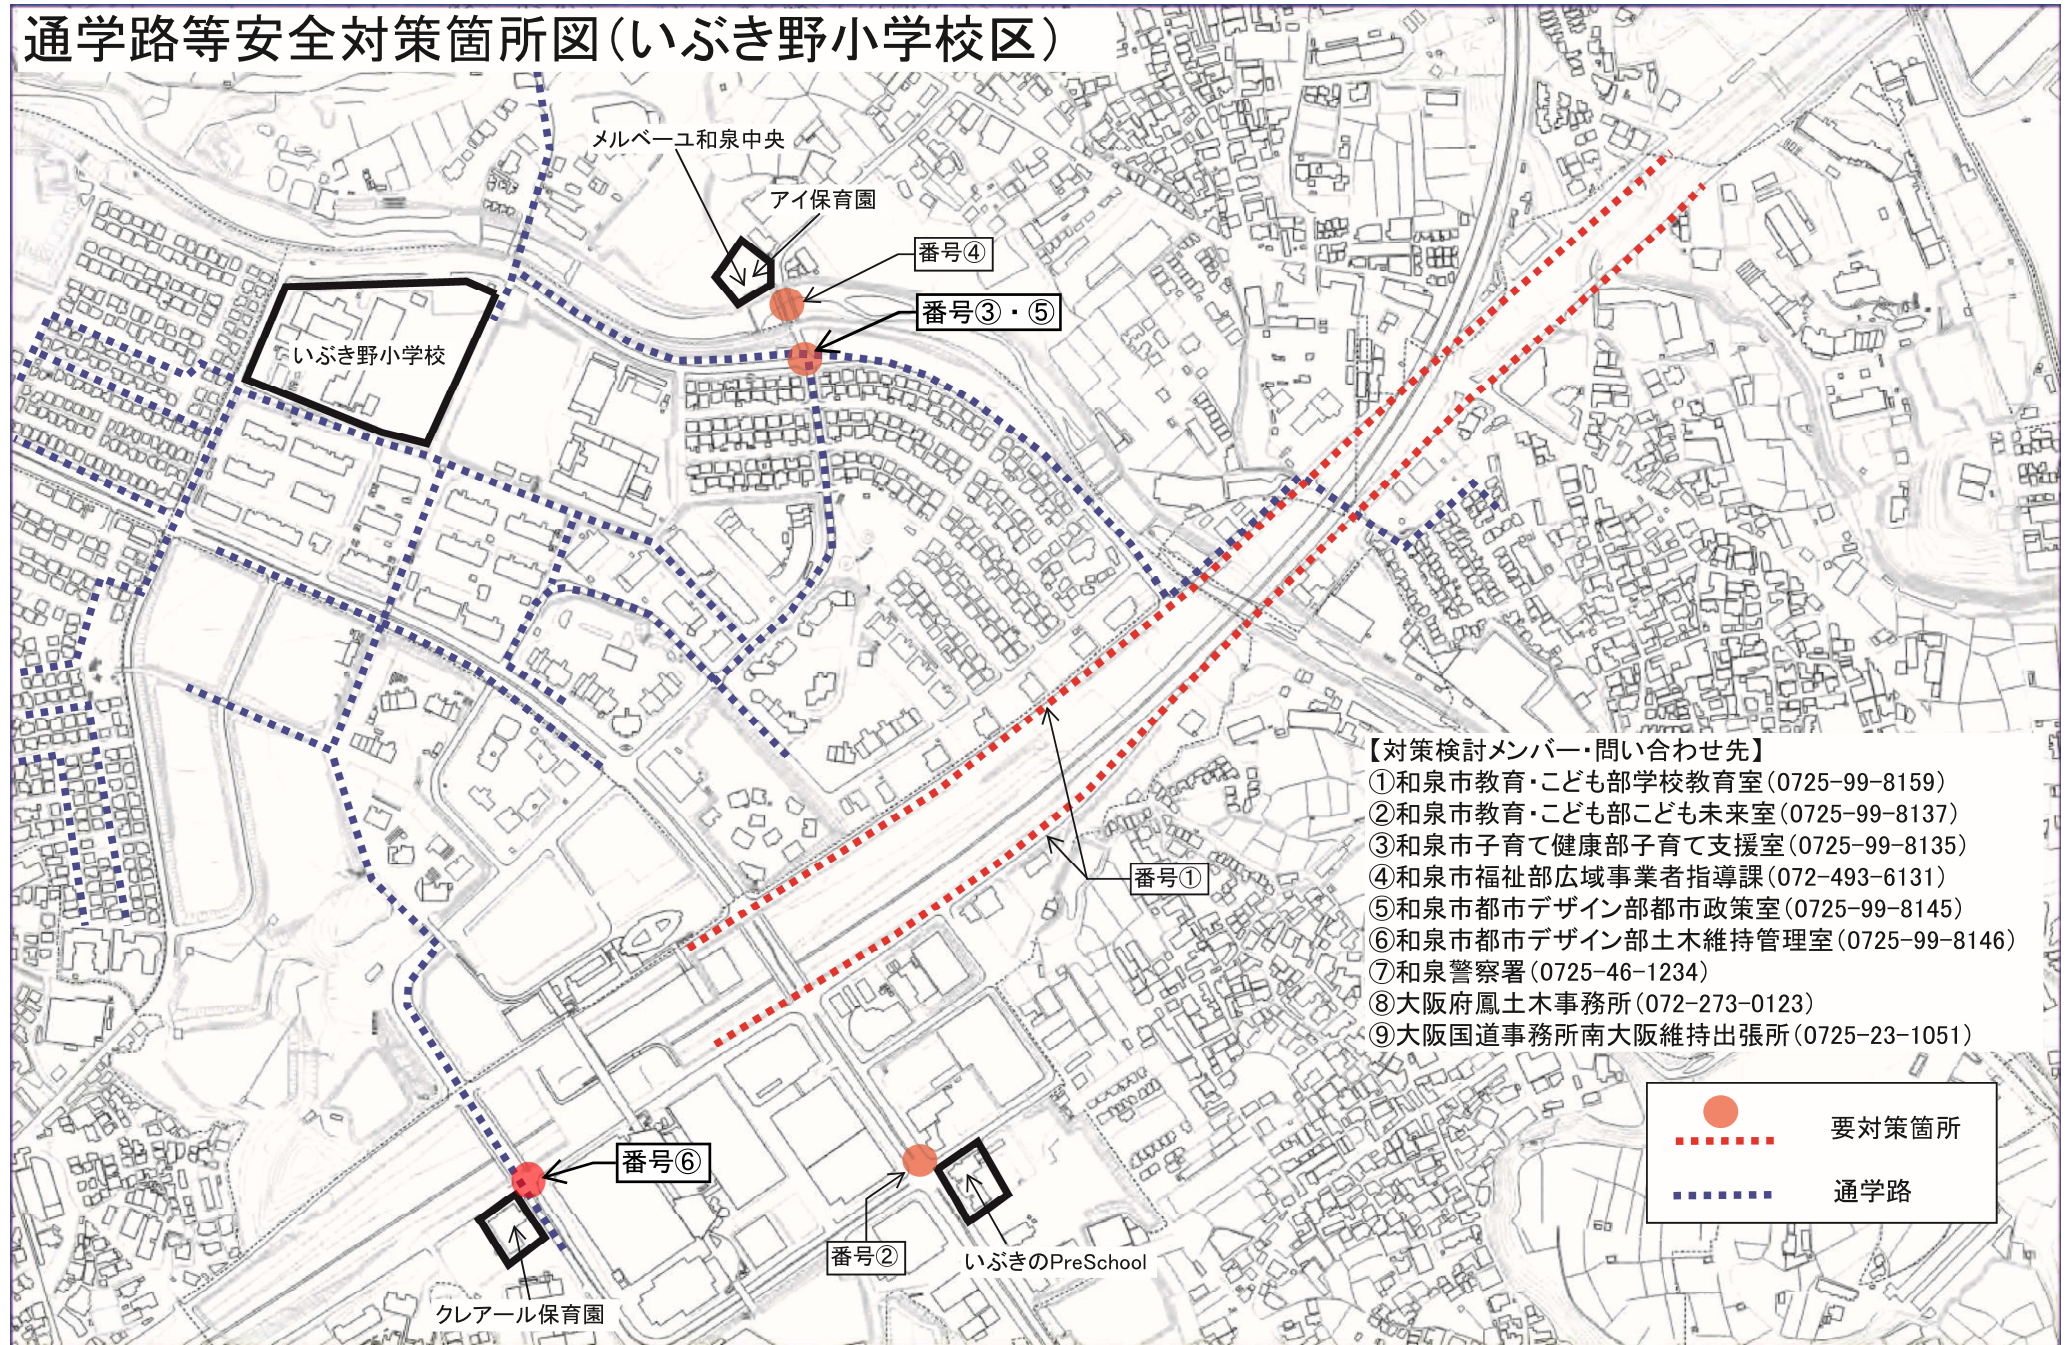 通学路等安全対策箇所図(いぶき野小学校区)
メルベーユ和泉中央
アイ保育園
番号④
番号③・⑤
いぶき野小学校
番号①
【対策検討メンバー・問い合わせ先】
①和泉市教育・こども部学校教育室(0725-99-8159)
②和泉市教育・こども部こども未来室(0725-99-8137)
③和泉市子育て健康部子育て支援室(0725-99-8135)
④和泉市福祉部広域事業者指導課(072-493-6131)
⑤和泉市都市デザイン部都市政策室(0725-99-8145)
⑥和泉市都市デザイン部土木維持管理室(0725-99-8146)
⑦和泉警察署(0725-46-1234)
⑧大阪府鳳土木事務所(072-273-0123)
⑨大阪国道事務所南大阪維持出張所(0725-23-1051)
要対策箇所
通学路
番号⑥
番号②
いぶきのPreSchool
クレアール保育園